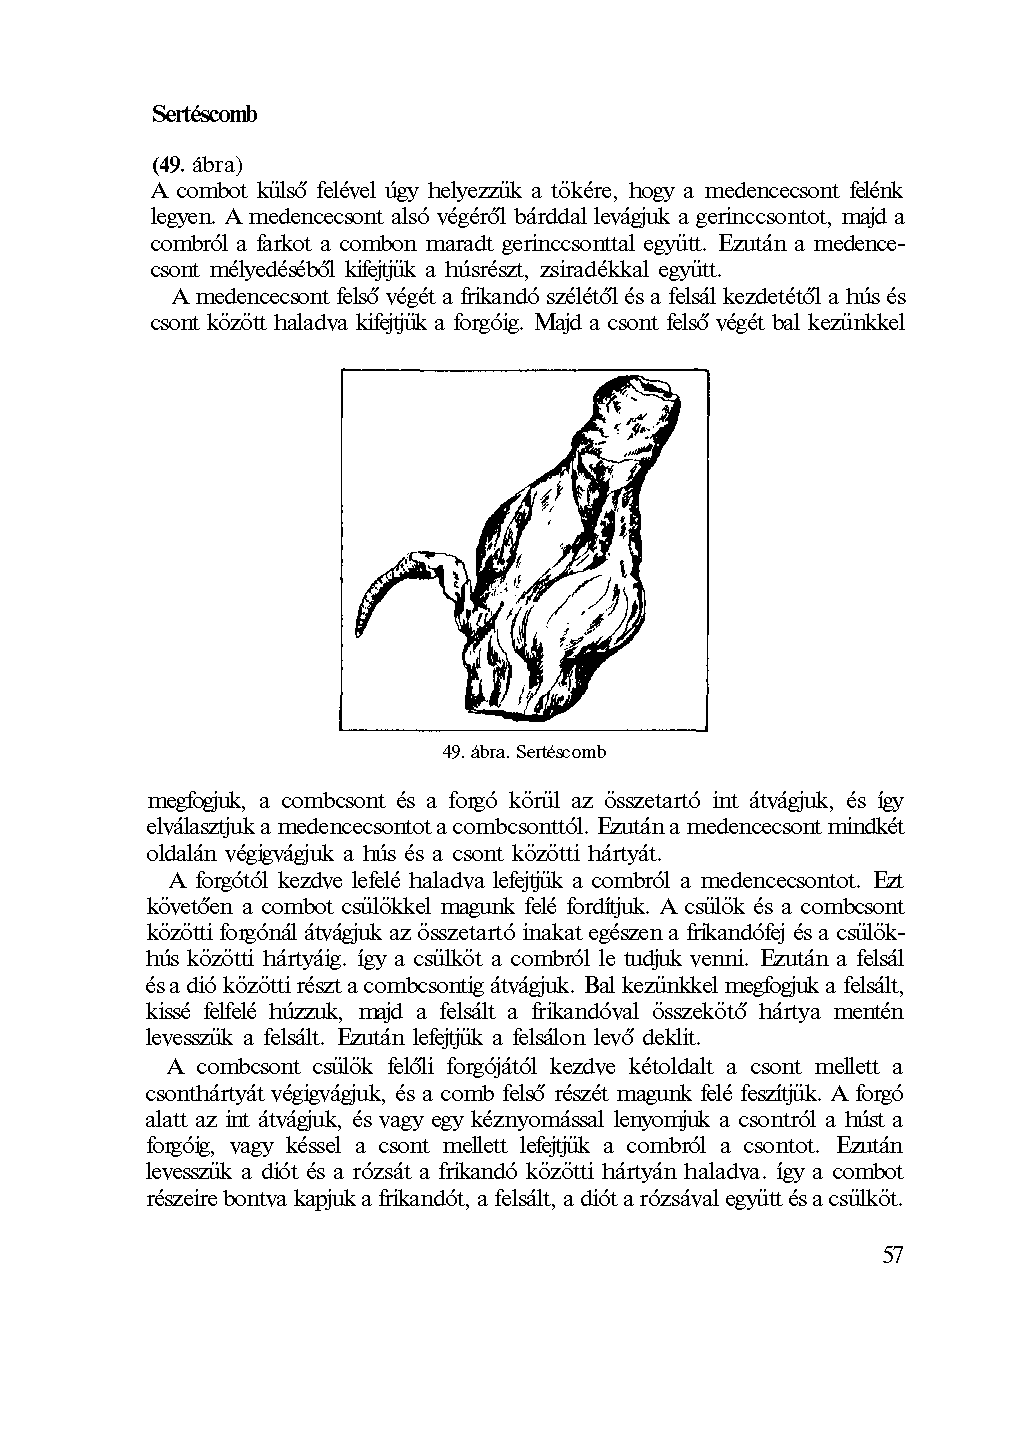 Sertéscomb
(49. ábra)
A combot külső felével úgy helyezzük a tőkére, hogy a medencecsont felénk
legyen. A medencecsont alsó végéről bárddal levágjuk a gerinccsontot, majd a
combról a farkot a combon maradt gerinccsonttal együtt. Ezután a medence-
csont mélyedéséből kifejtjük a húsrészt, zsiradékkal együtt.
A medencecsont felső végét a frikandó szélétől és a felsál kezdetétől a hús és
csont között haladva kifejtjük a forgóig. Majd a csont felső végét bal kezünkkel
49. ábra. Sertéscomb
megfogjuk, a combcsont és a forgó körül az összetartó int átvágjuk, és így
elválasztjuk a medencecsontot a combcsonttól. Ezután a medencecsont mindkét
oldalán végigvágjuk a hús és a csont közötti hártyát.
A forgótól kezdve lefelé haladva lefejtjük a combról a medencecsontot. Ezt
követően a combot csülökkel magunk felé fordítjuk. A csülök és a combcsont
közötti forgónál átvágjuk az összetartó inakat egészen a frikandófej és a csülök-
hús közötti hártyáig. így a csülköt a combról le tudjuk venni. Ezután a felsál
és a dió közötti részt a combcsontig átvágjuk. Bal kezünkkel megfogjuk a felsált,
kissé felfelé húzzuk, majd a felsált a frikandóval összekötő hártya mentén
levesszük a felsált. Ezután lefejtjük a felsálon levő deklit.
A combcsont csülök felőli forgójától kezdve kétoldalt a csont mellett a
csonthártyát végigvágjuk, és a comb felső részét magunk felé feszítjük. A forgó
alatt az int átvágjuk, és vagy egy kéznyomással lenyomjuk a csontról a húst a
forgóig, vagy késsel a csont mellett lefejtjük a combról a csontot. Ezután
levesszük a diót és a rózsát a frikandó közötti hártyán haladva. így a combot
részeire bontva kapjuk a frikandót, a felsált, a diót a rózsával együtt és a csülköt.
57